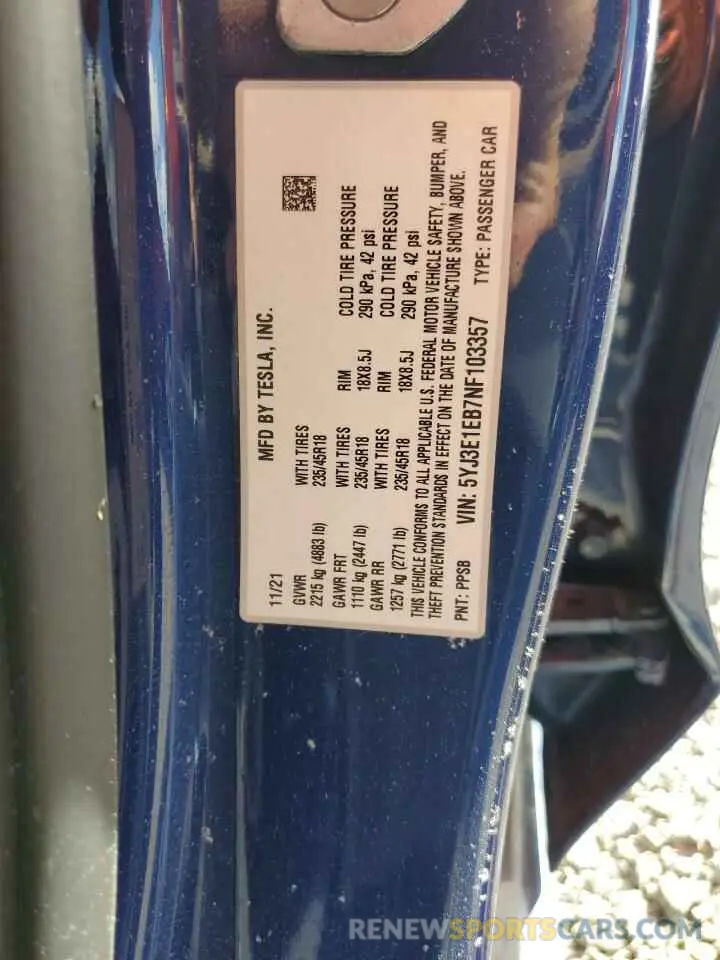 MFD BY TESLA, INC.
11/21
GVWR WITH TIRES RIM COLD TIRE PRESSURE
2215 kg (4883 lb) 235/45R18
GAWR FRT WITH TIRES RIM COLD TIRE PRESSURE
1110 kg (2447 lb) 235/45R18 18X8.5J 290 kPa, 42 psi
GAWR RR WITH TIRES RIM COLD TIRE PRESSURE
1257 kg (2771 lb) 235/45R18 18X8.5J 290 kPa, 42 psi
THIS VEHICLE CONFORMS TO ALL APPLICABLE U.S. FEDERAL MOTOR VEHICLE SAFETY, BUMPER, AND
THEFT PREVENTION STANDARDS IN EFFECT ON THE DATE OF MANUFACTURE SHOWN ABOVE.
PNT: PPSB VIN: 5YJ3E1EB7NF103357 TYPE: PASSENGER CAR
RENEWSPORTSCARS.COM